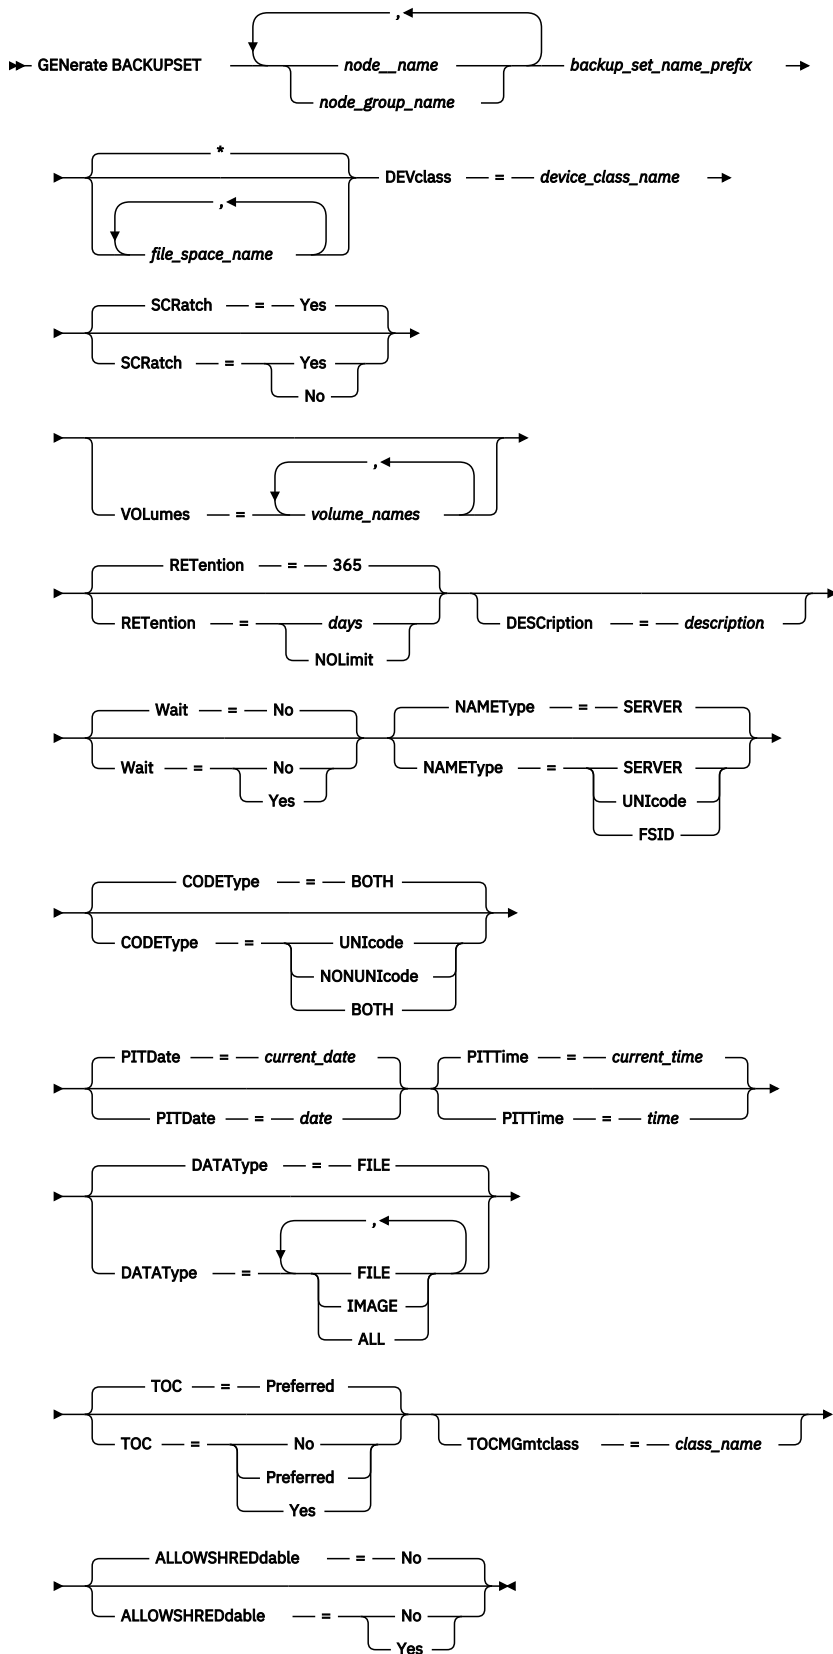 ,
GENerate BACKUPSET node__name backup_set_name_prefix
node_group_name
*
DEVclass = device_class_name
,
file_space_name
SCRatch = Yes
SCRatch = Yes
No
,
VOLumes = volume_names
RETention = 365
RETention = days DESCription = description
NOLimit
Wait = No NAMEType = SERVER
Wait = No NAMEType = SERVER
Yes UNIcode
FSID
CODEType = BOTH
CODEType = UNIcode
NONUNIcode
BOTH
PITDate = current_date PITTime = current_time
PITDate = date PITTime = time
DATAType = FILE
,
DATAType = FILE
IMAGE
ALL
TOC = Preferred
TOC = No TOCMGmtclass = class_name
Preferred
Yes
ALLOWSHREDdable = No
ALLOWSHREDdable = No
Yes